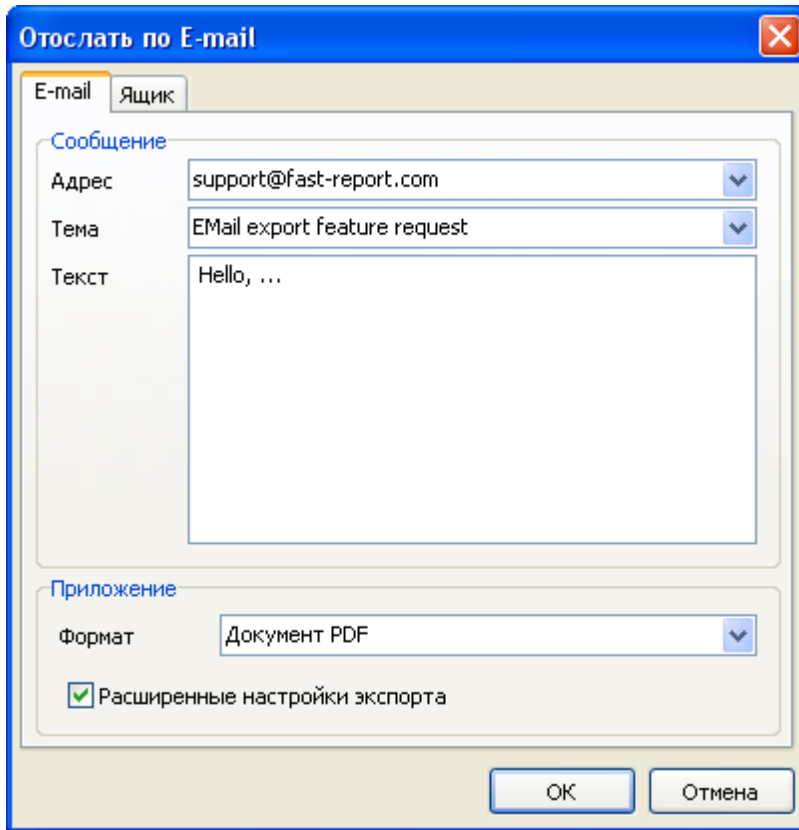 Отослать по E-mail
E-mail Ящик
Сообщение
Адрес support@fast-report.com
Тема EMail export feature request
Текст Hello, ...
Приложение
Формат Документ PDF
Расширенные настройки экспорта
ОК Отмена